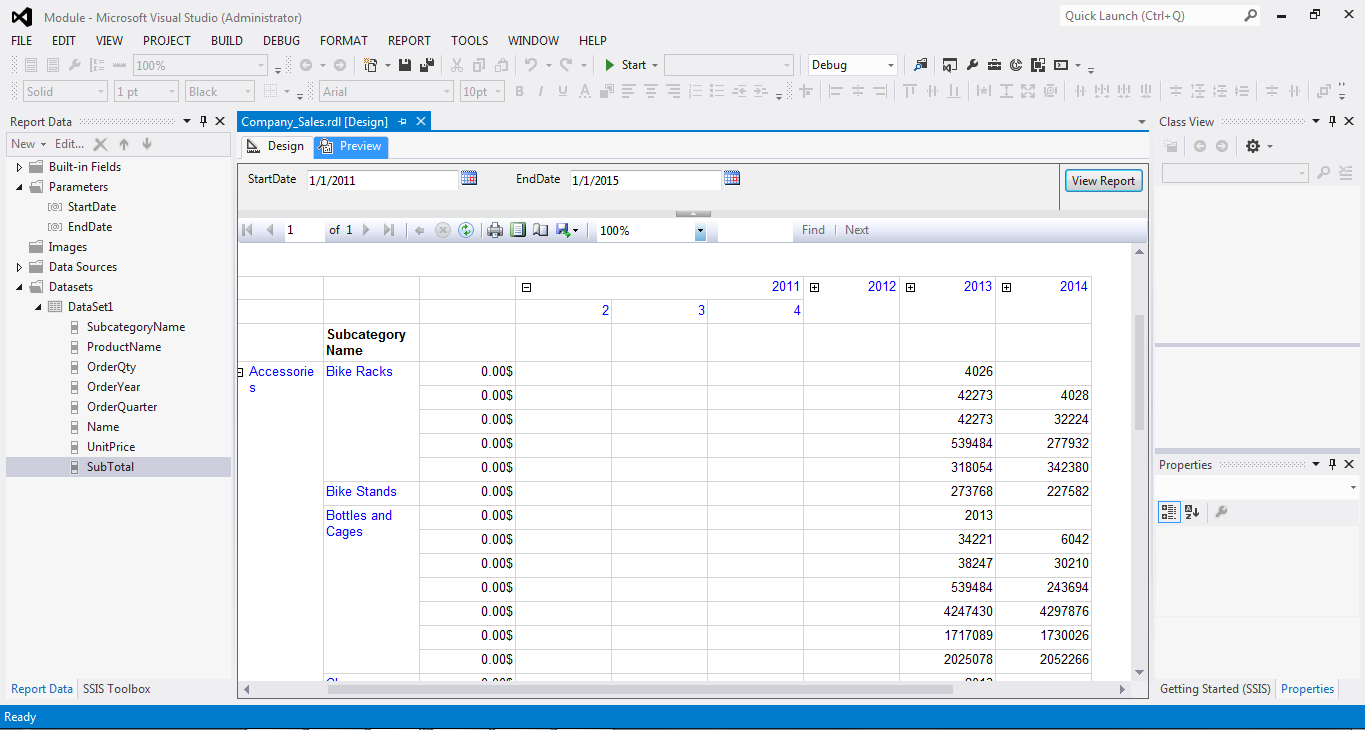 Module - Microsoft Visual Studio (Administrator)
Quick Launch (Ctrl+Q)
FILE EDIT VIEW PROJECT BUILD DEBUG FORMAT REPORT TOOLS WINDOW HELP
100% Start Debug
Solid 1 pt Black Arial 10pt B I U A
Report Data
New Edit...
Built-in Fields
Parameters
StartDate
EndDate
Images
Data Sources
Datasets
DataSet1
SubcategoryName
ProductName
OrderQty
OrderYear
OrderQuarter
Name
UnitPrice
SubTotal
Report Data SSIS Toolbox
Company_Sales.rdl [Design]
Design Preview
StartDate 1/1/2011 EndDate 1/1/2015 View Report
1 of 1 100% Find | Next
2011 2012 2013 2014
2 3 4
Subcategory
Name
Accessorie Bike Racks 0.00$ 4026
s
0.00$ 42273 4028
0.00$ 42273 32224
0.00$ 539484 277932
0.00$ 318054 342380
Bike Stands 0.00$ 273768 227582
Bottles and 0.00$ 2013
Cages
0.00$ 34221 6042
0.00$ 38247 30210
0.00$ 539484 243694
0.00$ 4247430 4297876
0.00$ 1717089 1730026
0.00$ 2025078 2052266
Class View
Properties
Getting Started (SSIS) Properties
Ready